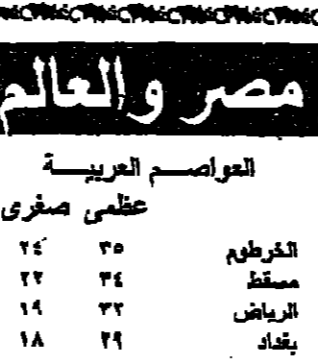 مصر والعالم
العواصم العربية
عظمى صغرى
الخرطوم ٣٥ ٢٤
مسقط ٣٤ ٢٢
الرياض ٣٢ ١٩
بغداد ٢٩ ١٨